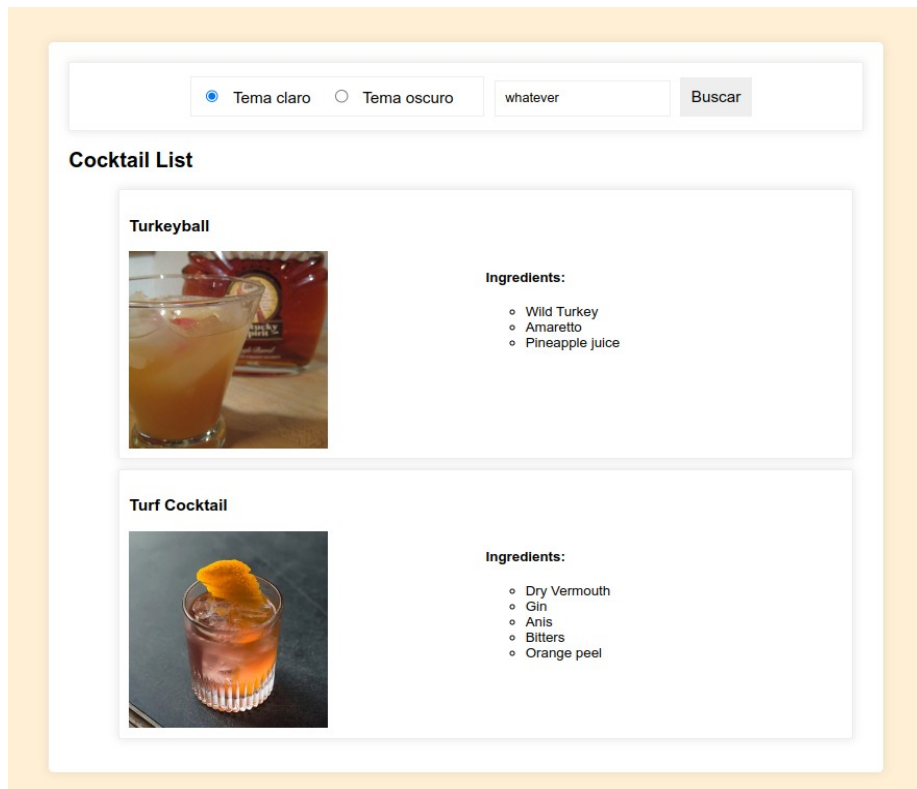 Tema claro Tema oscuro whatever Buscar
Cocktail List
Turkeyball
Ingredients:
Wild Turkey
Amaretto
Pineapple juice
Turf Cocktail
Ingredients:
Dry Vermouth
Gin
Anis
Bitters
Orange peel